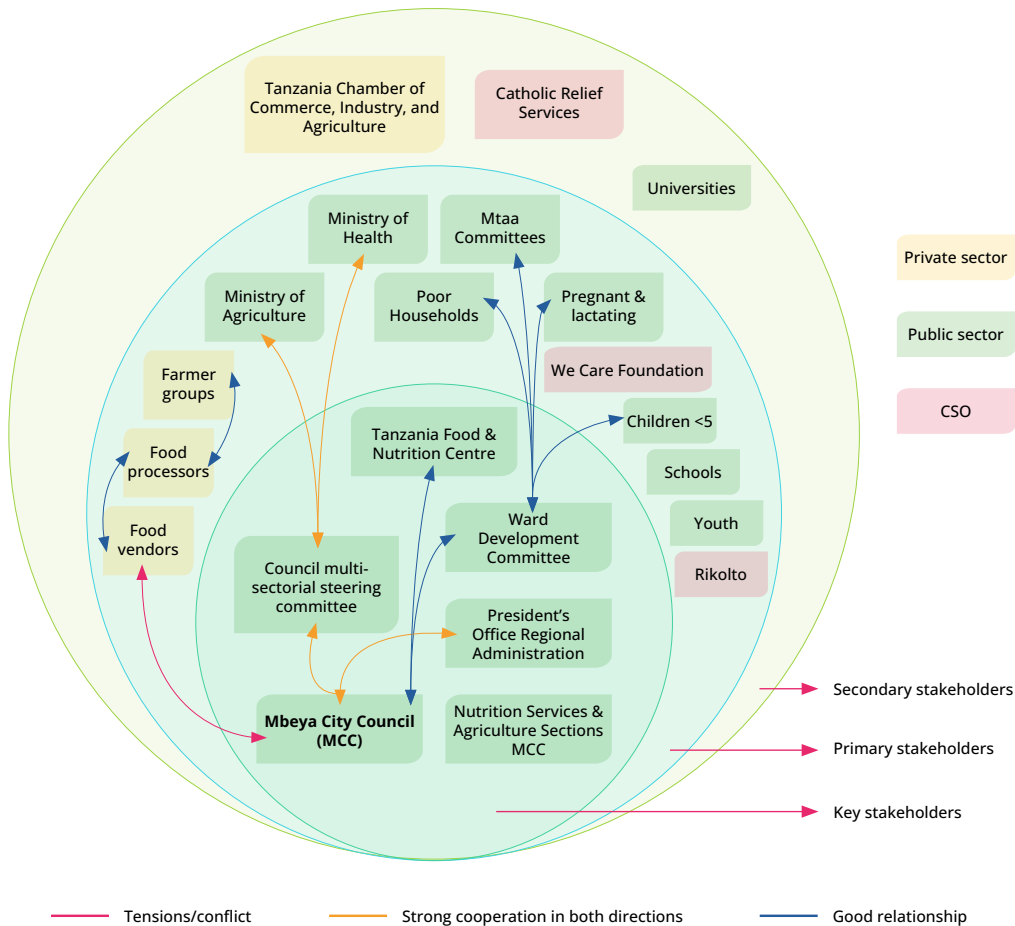 Tanzania Chamber of
Commerce, Industry, and
Agriculture
Catholic Relief
Services
Universities
Ministry of
Health
Mtaa
Committees
Ministry of
Agriculture
Poor
Households
Pregnant &
lactating
We Care Foundation
Farmer
groups
Children <5
Tanzania Food &
Nutrition Centre
Food
processors
Schools
Food
vendors
Ward
Development
Committee
Youth
Rikolto
Council multi-
sectorial steering
committee
President’s
Office Regional
Administration
Mbeya City Council
(MCC)
Nutrition Services &
Agriculture Sections
MCC
Private sector
Public sector
CSO
Secondary stakeholders
Primary stakeholders
Key stakeholders
Tensions/conflict
Strong cooperation in both directions
Good relationship